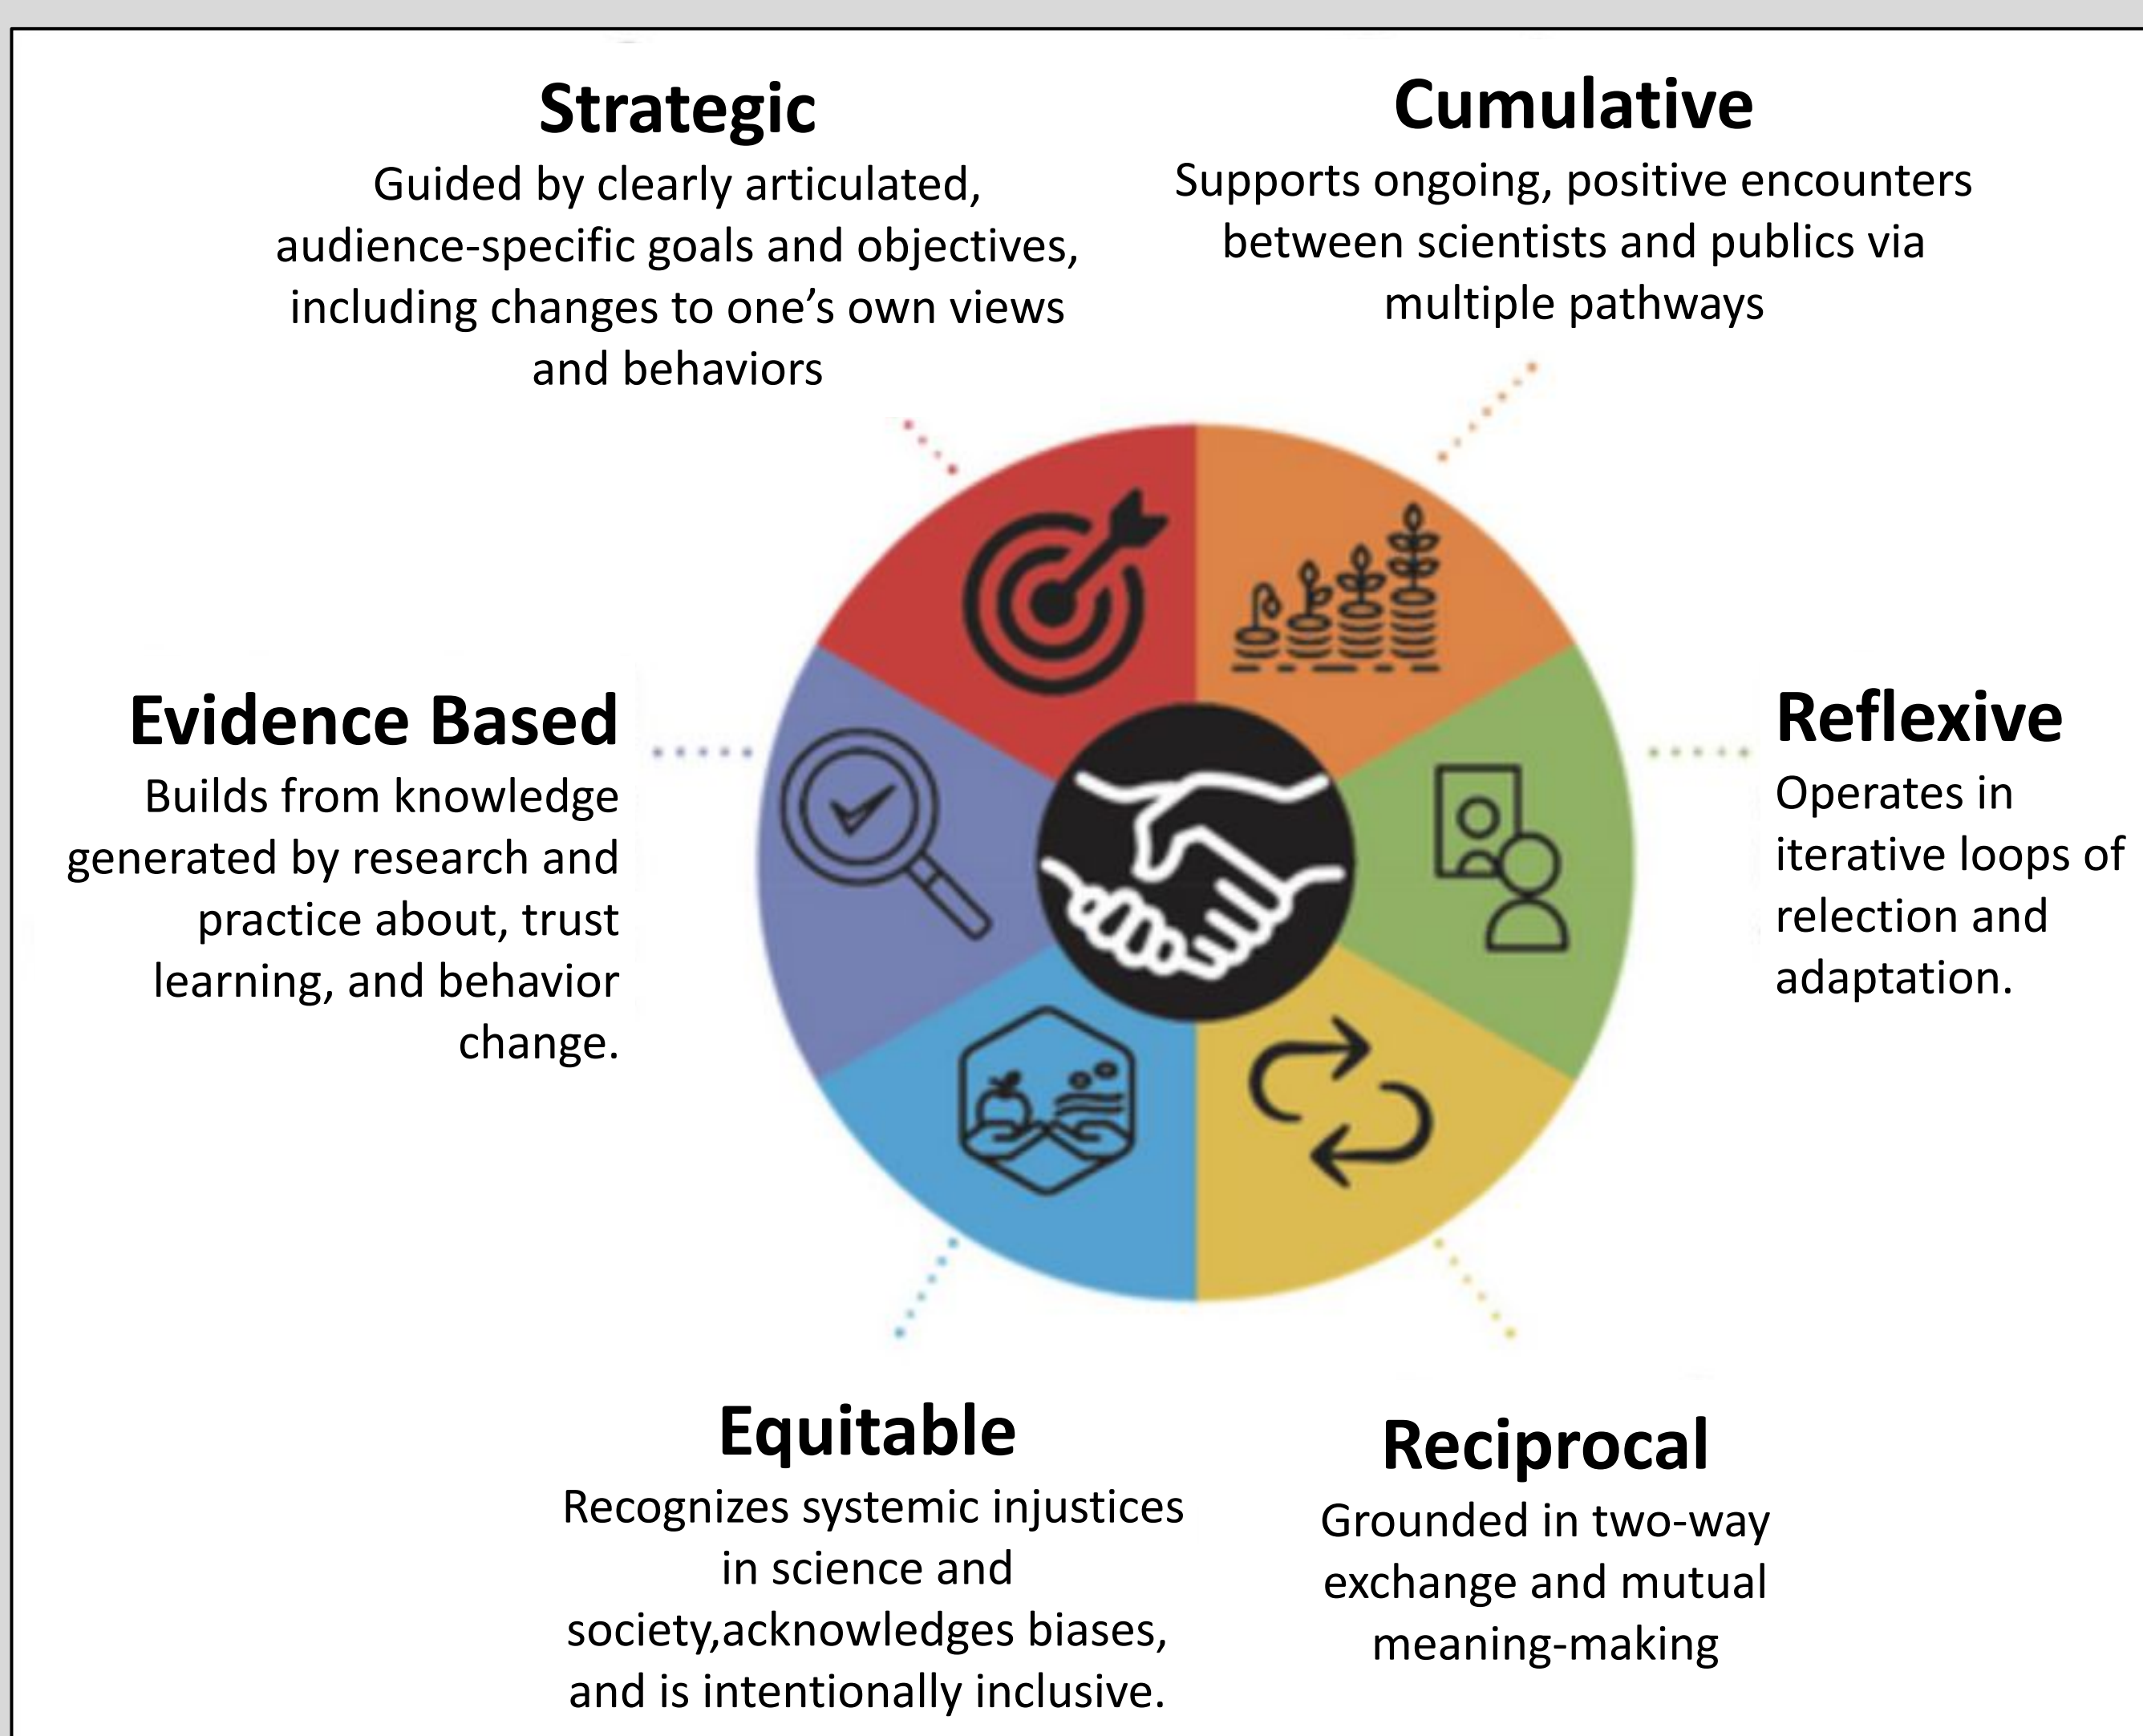 Strategic
Guided by clearly articulated,
audience-specific goals and objectives,
including changes to one’s own views
and behaviors
Cumulative
Supports ongoing, positive encounters
between scientists and publics via
multiple pathways
Evidence Based
Builds from knowledge
generated by research and
practice about, trust
learning, and behavior
change.
Reflexive
Operates in
iterative loops of
relection and
adaptation.
Equitable
Recognizes systemic injustices
in science and
society,acknowledges biases,
and is intentionally inclusive.
Reciprocal
Grounded in two-way
exchange and mutual
meaning-making